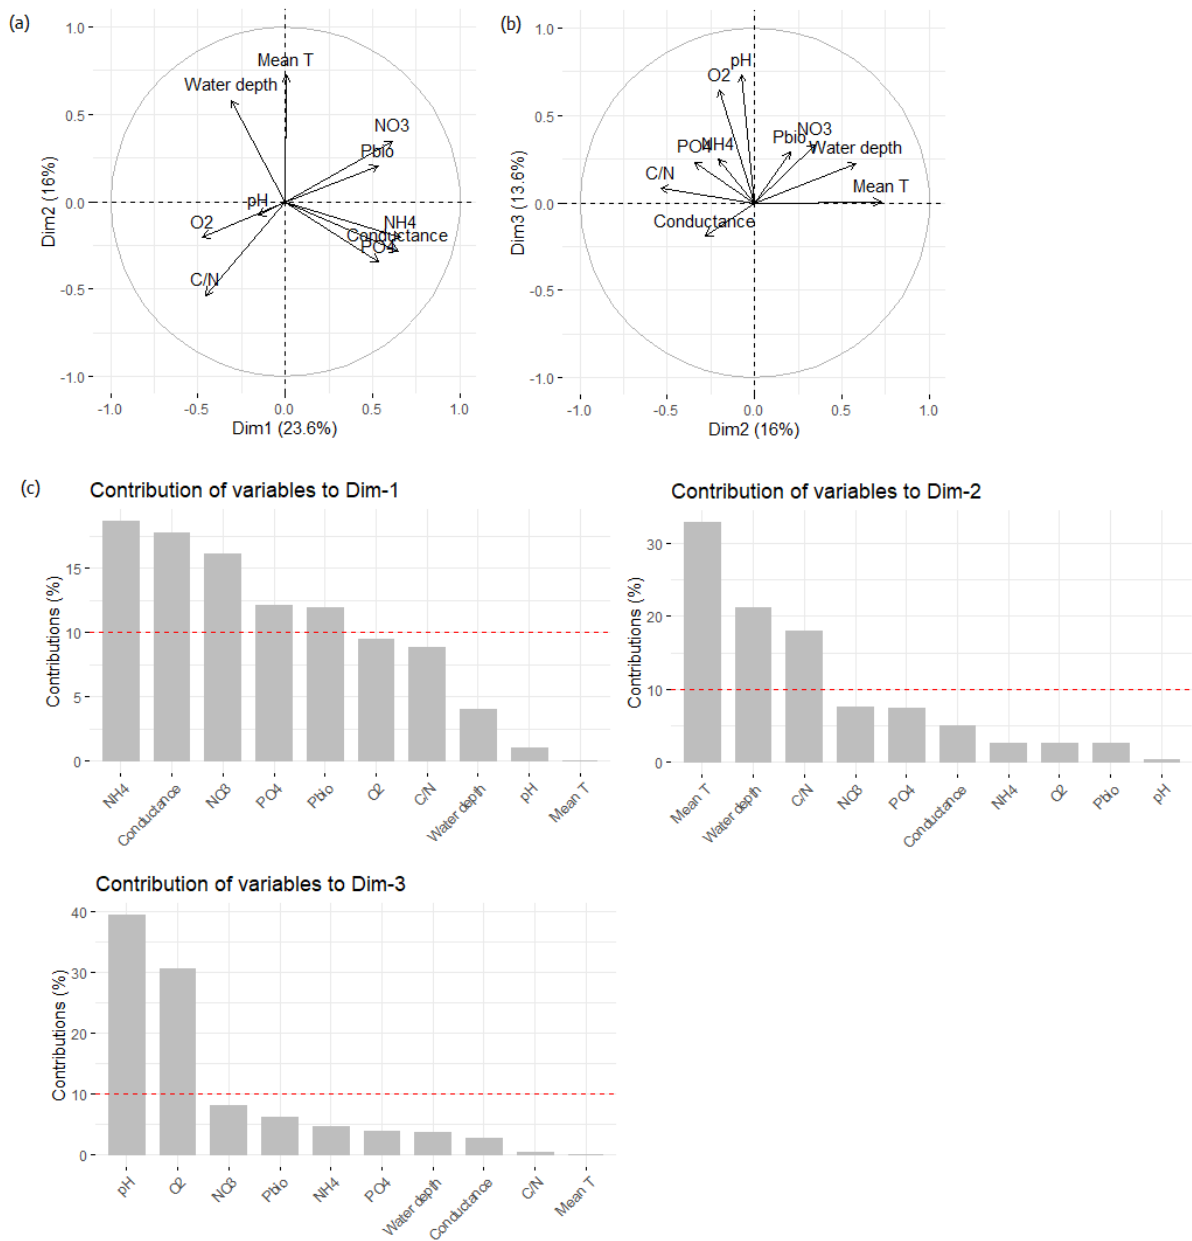 (a)
1.0
0.5
0.0
-0.5
-1.0
Dim2 (16%)
Mean T
Water depth
NO3
Pbio
pH
O2
NH4
Conductance
PO4
C/N
-1.0 -0.5 0.0 0.5 1.0
Dim1 (23.6%)
(b)
1.0
0.5
0.0
-0.5
-1.0
Dim3 (13.6%)
pH
O2
NO3
Pbio
PO4
NH4
Water depth
C/N
Mean T
Conductance
-1.0 -0.5 0.0 0.5 1.0
Dim2 (16%)
(c)
Contribution of variables to Dim-1
Contributions (%)
15
10
5
0
NH4 Conductance NO3 PO4 Pbio O2 C/N Water depth pH Mean T
Contribution of variables to Dim-2
Contributions (%)
30
20
10
0
Mean T Water depth C/N NO3 PO4 Conductance NH4 O2 Pbio pH
Contribution of variables to Dim-3
Contributions (%)
40
30
20
10
0
pH O2 NO3 Pbio NH4 PO4 Water depth Conductance C/N Mean T